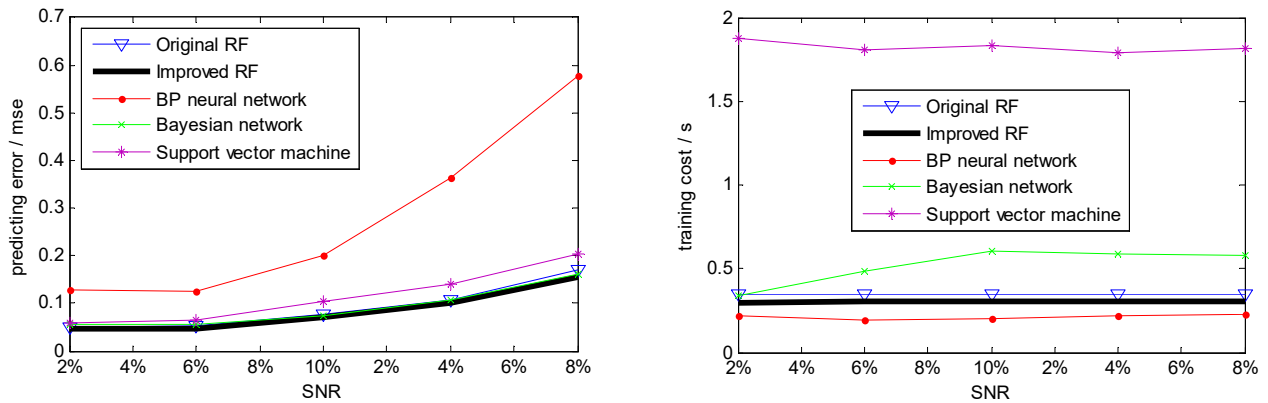 0.7
0.6
0.5
0.4
0.3
0.2
0.1
0
predicting error / mse
Original RF
Improved RF
BP neural network
Bayesian network
Support vector machine
2% 4% 6% 8% 10% 2% 4% 6% 8%
SNR
2
1.5
1
0.5
0
training cost / s
Original RF
Improved RF
BP neural network
Bayesian network
Support vector machine
2% 4% 6% 8% 10% 2% 4% 6% 8%
SNR